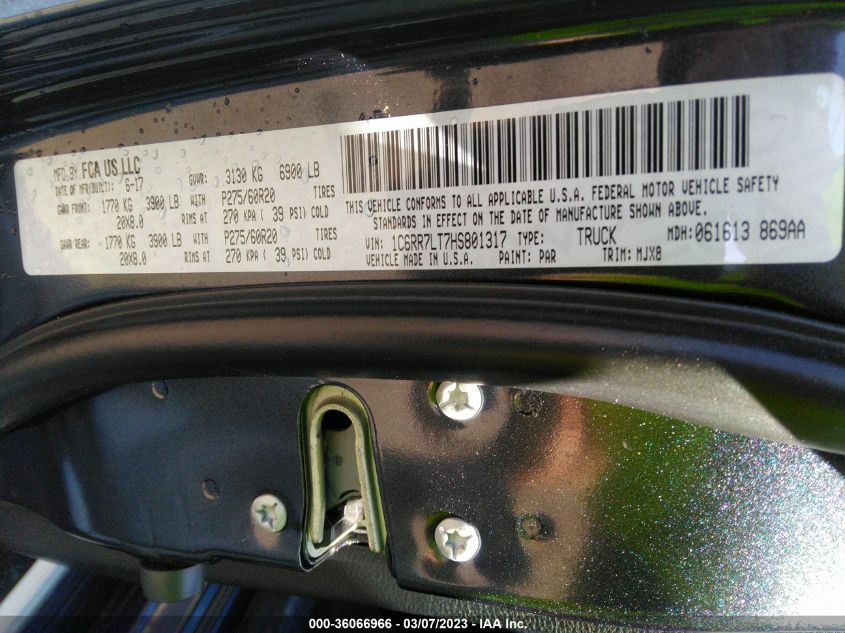 MFD.BY FCA US LLC
DATE OF MFR(BUILT): 6-17 GVWR: 3130 KG 6900 LB
GAWR FRONT: 1770 KG 3900 LB WITH P275/60R20 TIRES
20X8.0 RIMS AT 270 KPA ( 39 PSI) COLD
GAWR REAR: 1770 KG 3900 LB WITH P275/60R20 TIRES
20X8.0 RIMS AT 270 KPA ( 39 PSI) COLD
THIS VEHICLE CONFORMS TO ALL APPLICABLE U.S.A. FEDERAL MOTOR VEHICLE SAFETY
STANDARDS IN EFFECT ON THE DATE OF MANUFACTURE SHOWN ABOVE.
VIN: 1C6RR7LT7HS801317 TYPE: TRUCK MDH: 061613 869AA
VEHICLE MADE IN U.S.A. PAINT: PAR TRIM: MJX8
000-36066966 - 03/07/2023 - IAA Inc.